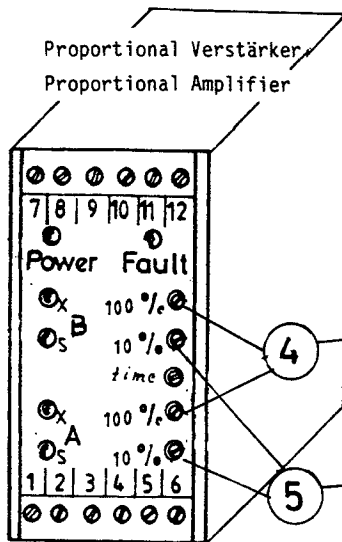 Proportional Verstärker
Proportional Amplifier
7 8 9 10 11 12
Power Fault
X 100 %
B
S 10 %
time
4
X 100 %
A
S 10 %
1 2 3 4 5 6
5